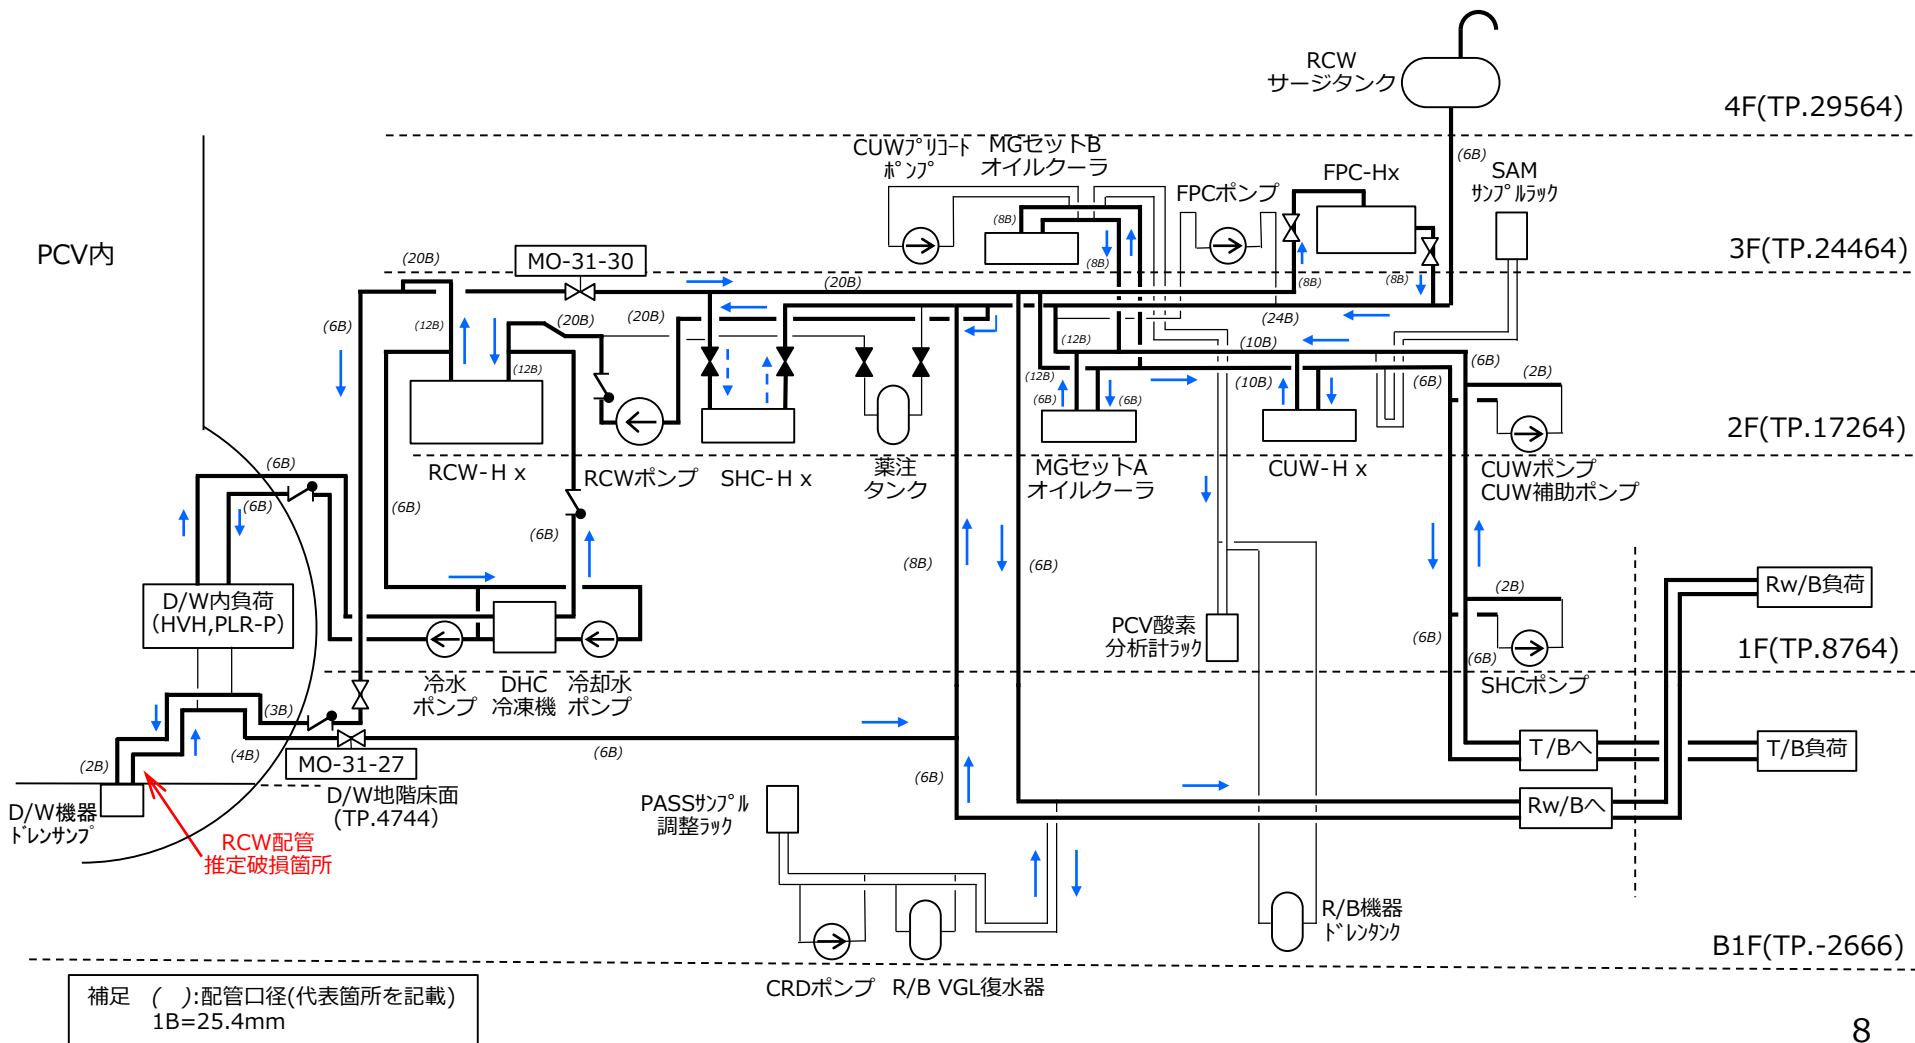 RCW
サージタンク
4F(TP.29564)
CUWプリコート
ポンプ
MGセットB
オイルクーラ
(6B)
FPCポンプ
FPC-Hx
SAM
サンプルラック
PCV内
(8B)
(8B)
(8B)
(8B)
3F(TP.24464)
(20B)
MO-31-30
(20B)
(6B)
(12B)
(20B)
(20B)
(24B)
(12B)
(12B)
(10B)
(6B)
(12B)
(10B)
(6B)
(2B)
(6B)
(6B)
2F(TP.17264)
RCW-H x
RCWポンプ
SHC-H x
薬注
タンク
MGセットA
オイルクーラ
CUW-H x
CUWポンプ
CUW補助ポンプ
(6B)
(6B)
(6B)
(6B)
(8B)
(6B)
D/W内負荷
(HVH,PLR-P)
(2B)
Rw/B負荷
PCV酸素
分析計ラック
(6B)
(6B)
1F(TP.8764)
冷水
ポンプ
DHC
冷凍機
冷却水
ポンプ
SHCポンプ
(3B)
(4B)
(6B)
(2B)
MO-31-27
(6B)
T/Bへ
T/B負荷
D/W地階床面
(TP.4744)
D/W機器
ドレンサンプ
RCW配管
推定破損箇所
PASSサンプル
調整ラック
Rw/Bへ
R/B機器
ドレンタンク
B1F(TP.-2666)
CRDポンプ
R/B VGL復水器
補足 ( ):配管口径(代表箇所を記載)
1B=25.4mm
8